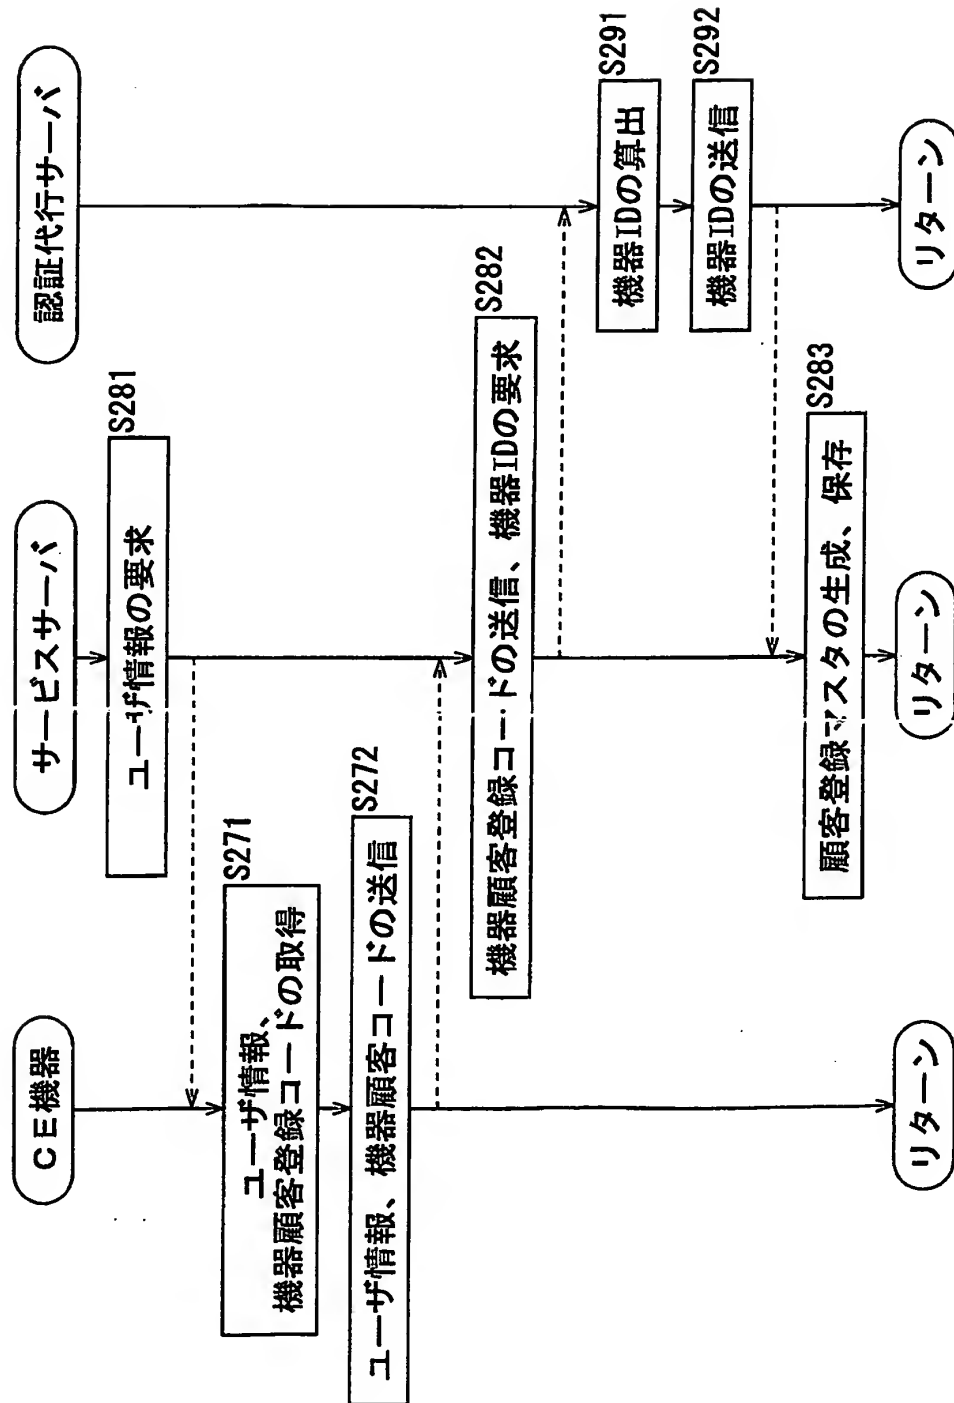 CE機器
サービスサーバ
認証代行サーバ
S281
ユーザ情報の要求
S271
ユーザ情報、
機器顧客登録コードの取得
S272
ユーザ情報、機器顧客コードの送信
S282
機器顧客登録コードの送信、機器IDの要求
S291
機器IDの算出
S292
機器IDの送信
S283
顧客登録マスタの生成、保存
リターン
リターン
リターン